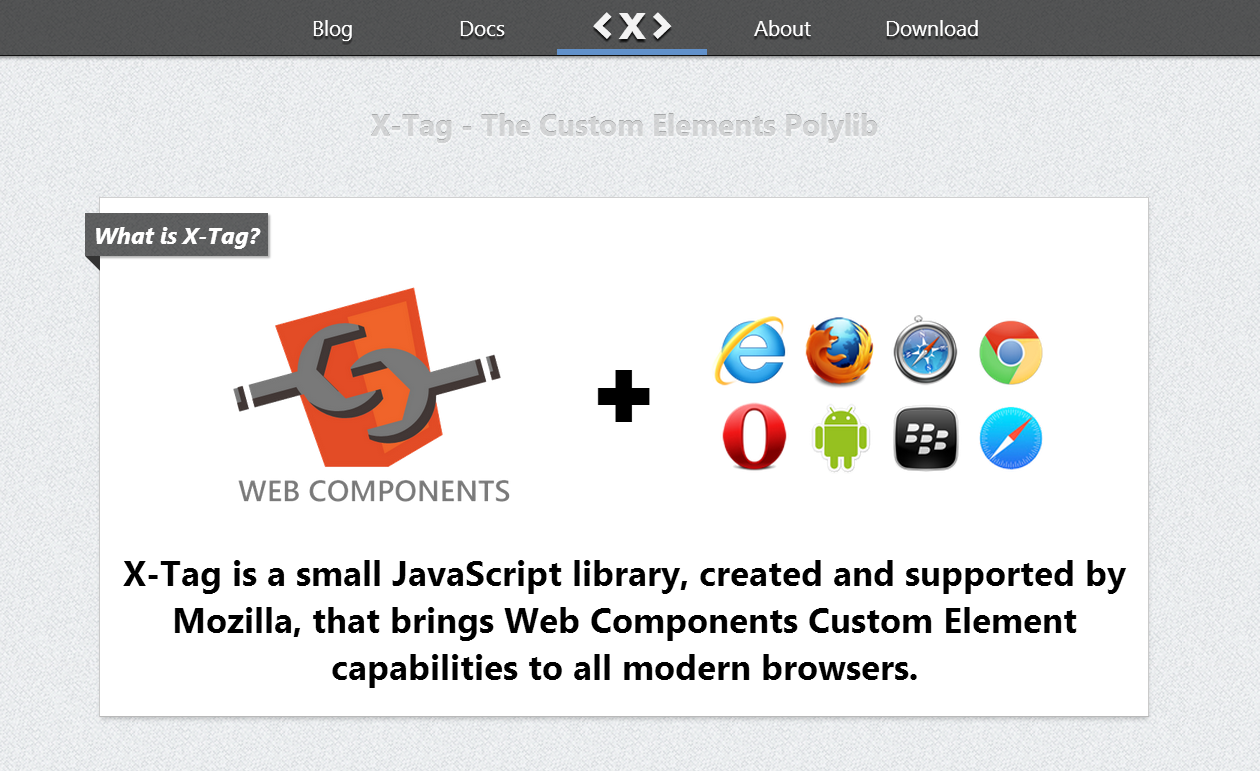 Blog Docs <X> About Download
X-Tag - The Custom Elements Polylib
What is X-Tag?
WEB COMPONENTS
X-Tag is a small JavaScript library, created and supported by
Mozilla, that brings Web Components Custom Element
capabilities to all modern browsers.